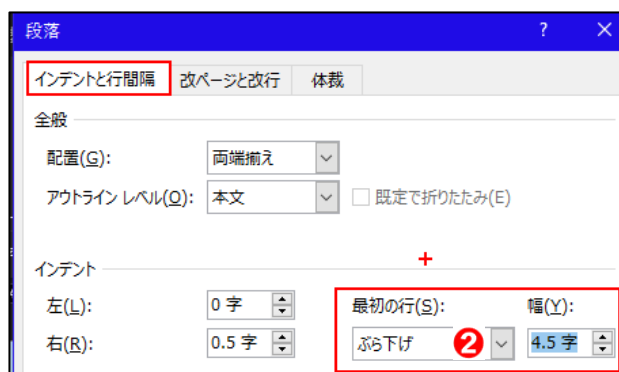 段落 ? ×
インデントと行間隔 改ページと改行 体裁
全般
配置(G): 両端揃え
アウトライン レベル(O): 本文 既定で折りたたみ(E)
+
インデント
左(L): 0 字 最初の行(S): 幅(Y):
右(R): 0.5 字 ぶら下げ 2 4.5 字